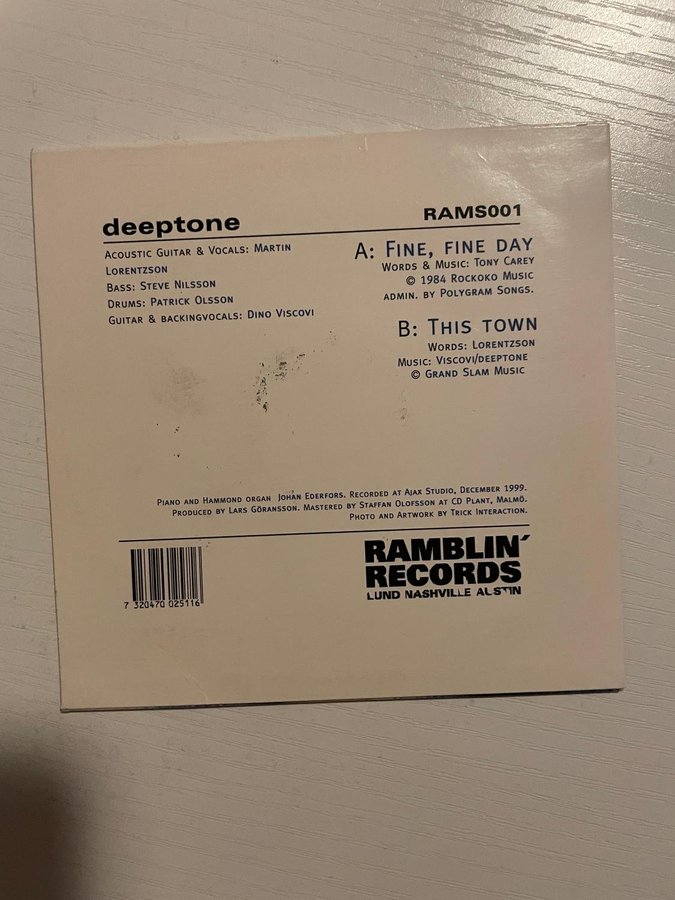 deeptone
RAMS001
Acoustic Guitar & Vocals: Martin
Lorentzson
Bass: Steve Nilsson
Drums: Patrick Olsson
Guitar & backingvocals: Dino Viscovi
A: Fine, fine day
Words & Music: Tony Carey
© 1984 Rockoko Music
admin. by Polygram Songs.
B: This town
Words: Lorentzson
Music: Viscovi/deeptone
© Grand Slam Music
Piano and Hammond organ Johan Ederfors. Recorded at Ajax Studio, December 1999.
Produced by Lars Göransson. Mastered by Staffan Olofsson at CD Plant, Malmö.
Photo and Artwork by Trick Interaction.
7 320470 025116
RAMBLIN´
RECORDS
LUND NASHVILLE AUSTIN